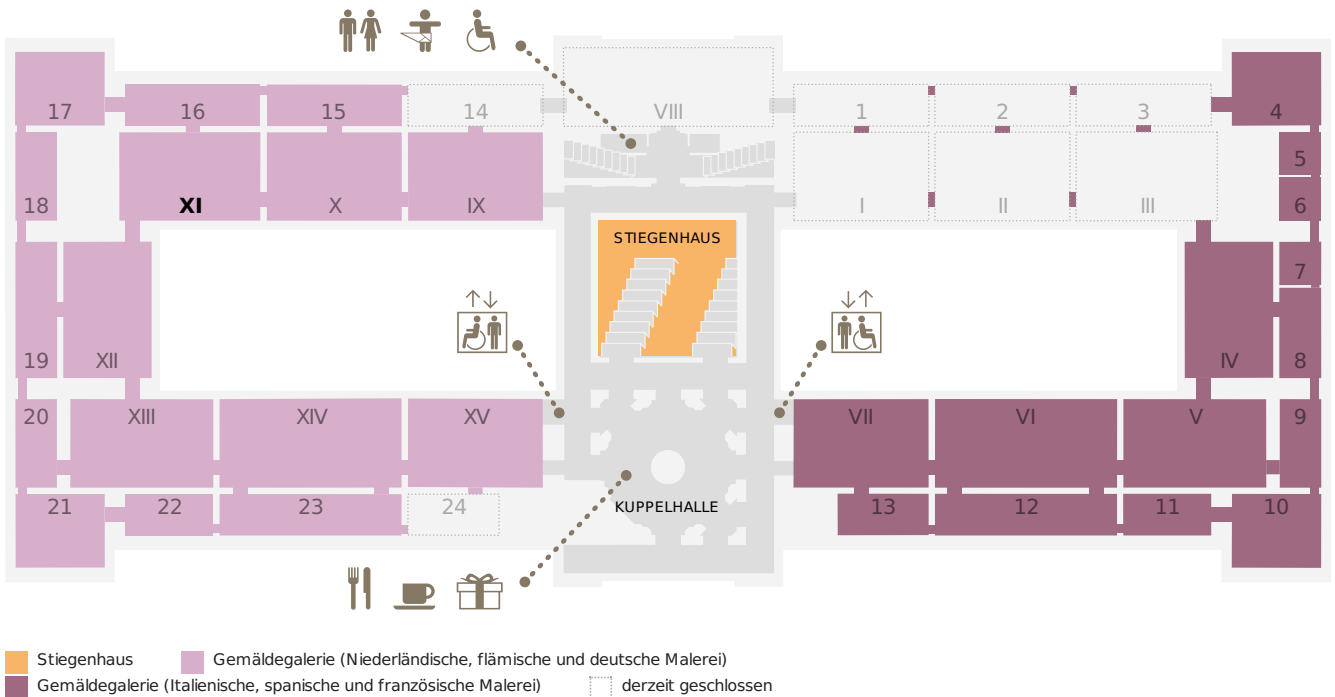 17 16 15 14 VIII 1 2 3 4
5
18 XI X IX I II III 6
STIEGENHAUS
7
19 XII IV 8
20 XIII XIV XV VII VI V 9
21 22 23 24 KUPPELHALLE 13 12 11 10
Stiegenhaus Gemäldegalerie (Niederländische, flämische und deutsche Malerei)
Gemäldegalerie (Italienische, spanische und französische Malerei) derzeit geschlossen